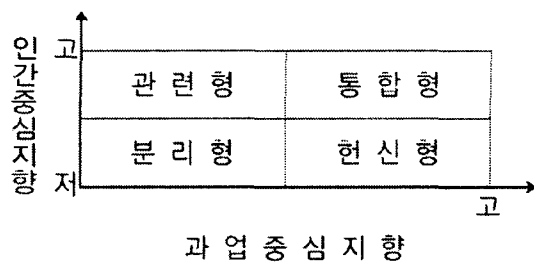 인간중심지향
고
관련형 통합형
분리형 헌신형
저
고
과업중심지향